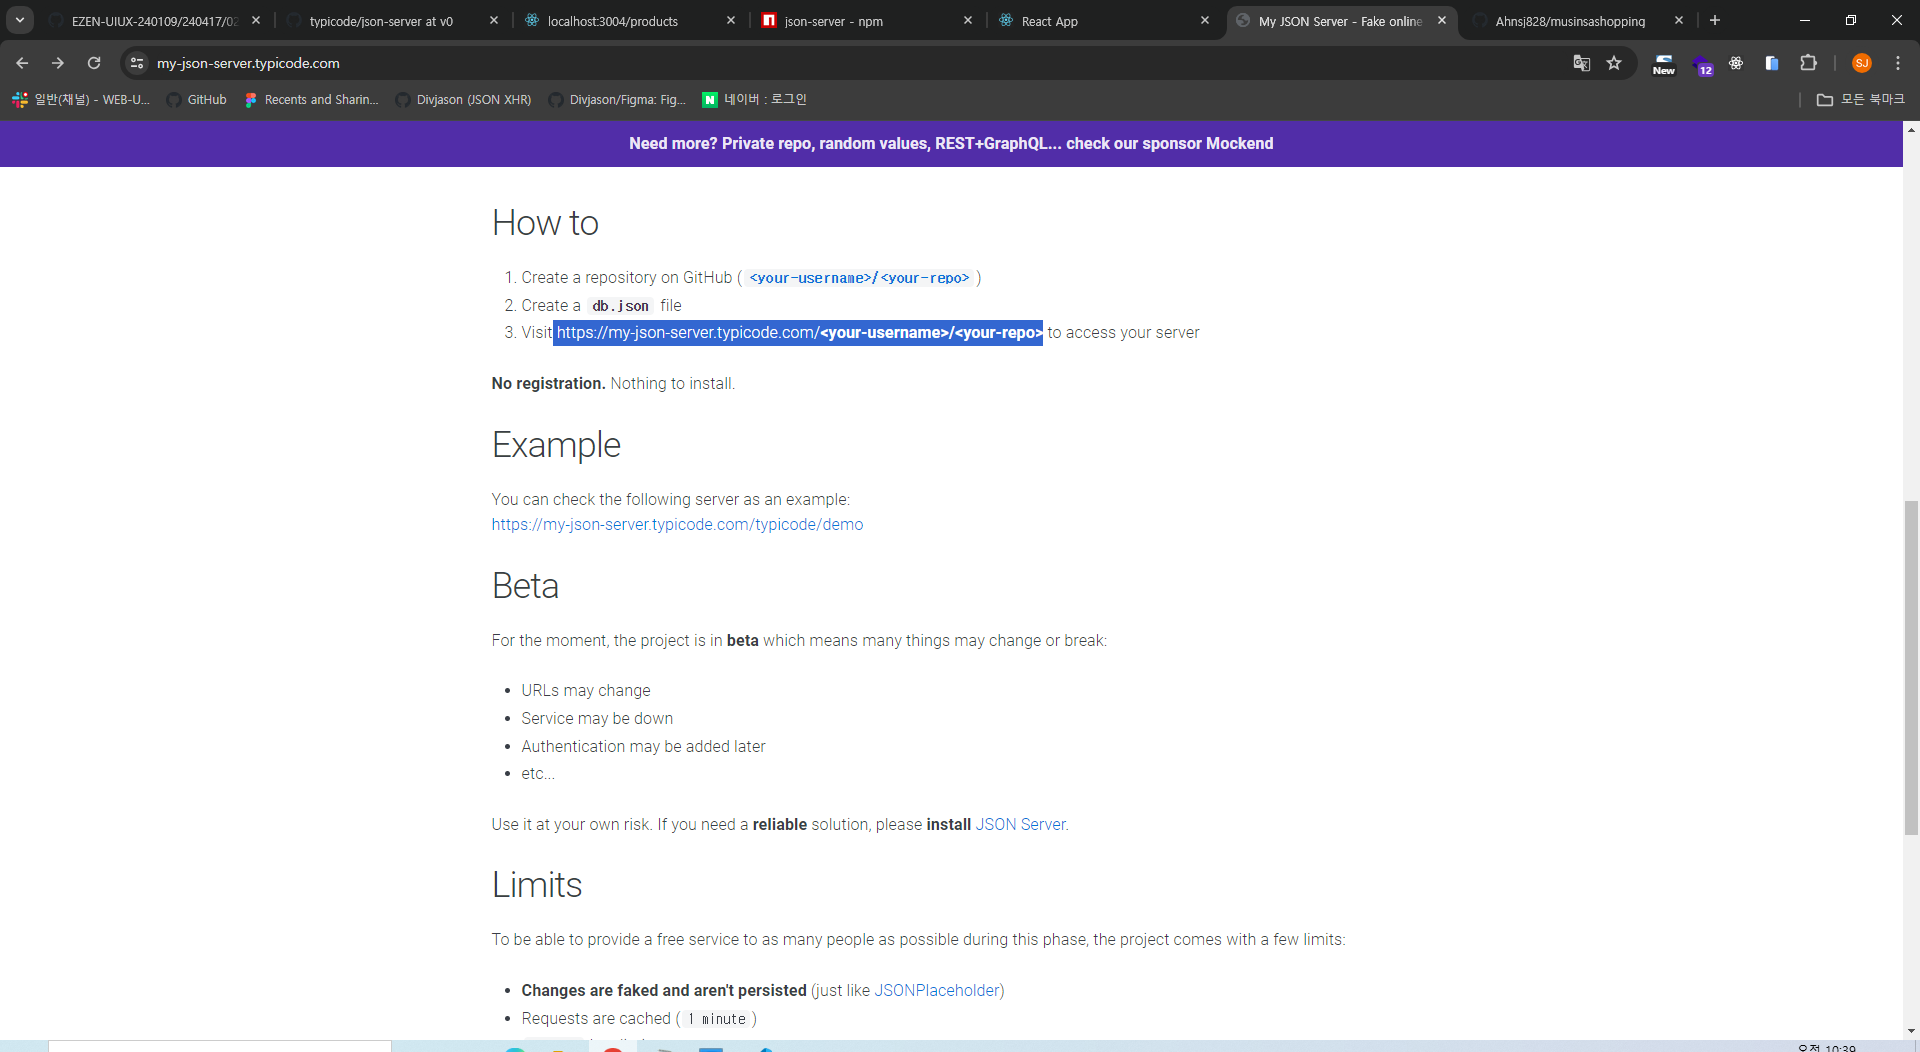 EZEN-UIUX-240109/240417/02
typicode/json-server at v0
localhost:3004/products
json-server - npm
React App
My JSON Server - Fake online
Ahnsj828/musinsashopping
my-json-server.typicode.com
New
12
SJ
일반(채널) - WEB-U...
GitHub
Recents and Sharin...
Divjason (JSON XHR)
Divjason/Figma: Fig...
N 네이버 : 로그인
모든 북마크
Need more? Private repo, random values, REST+GraphQL... check our sponsor Mockend
How to
1. Create a repository on GitHub ( <your-username>/<your-repo> )
2. Create a db.json file
3. Visit https://my-json-server.typicode.com/<your-username>/<your-repo> to access your server
No registration. Nothing to install.
Example
You can check the following server as an example:
https://my-json-server.typicode.com/typicode/demo
Beta
For the moment, the project is in beta which means many things may change or break:
• URLs may change
• Service may be down
• Authentication may be added later
• etc...
Use it at your own risk. If you need a reliable solution, please install JSON Server.
Limits
To be able to provide a free service to as many people as possible during this phase, the project comes with a few limits:
• Changes are faked and aren't persisted (just like JSONPlaceholder)
• Requests are cached ( 1 minute )
오전 10:39